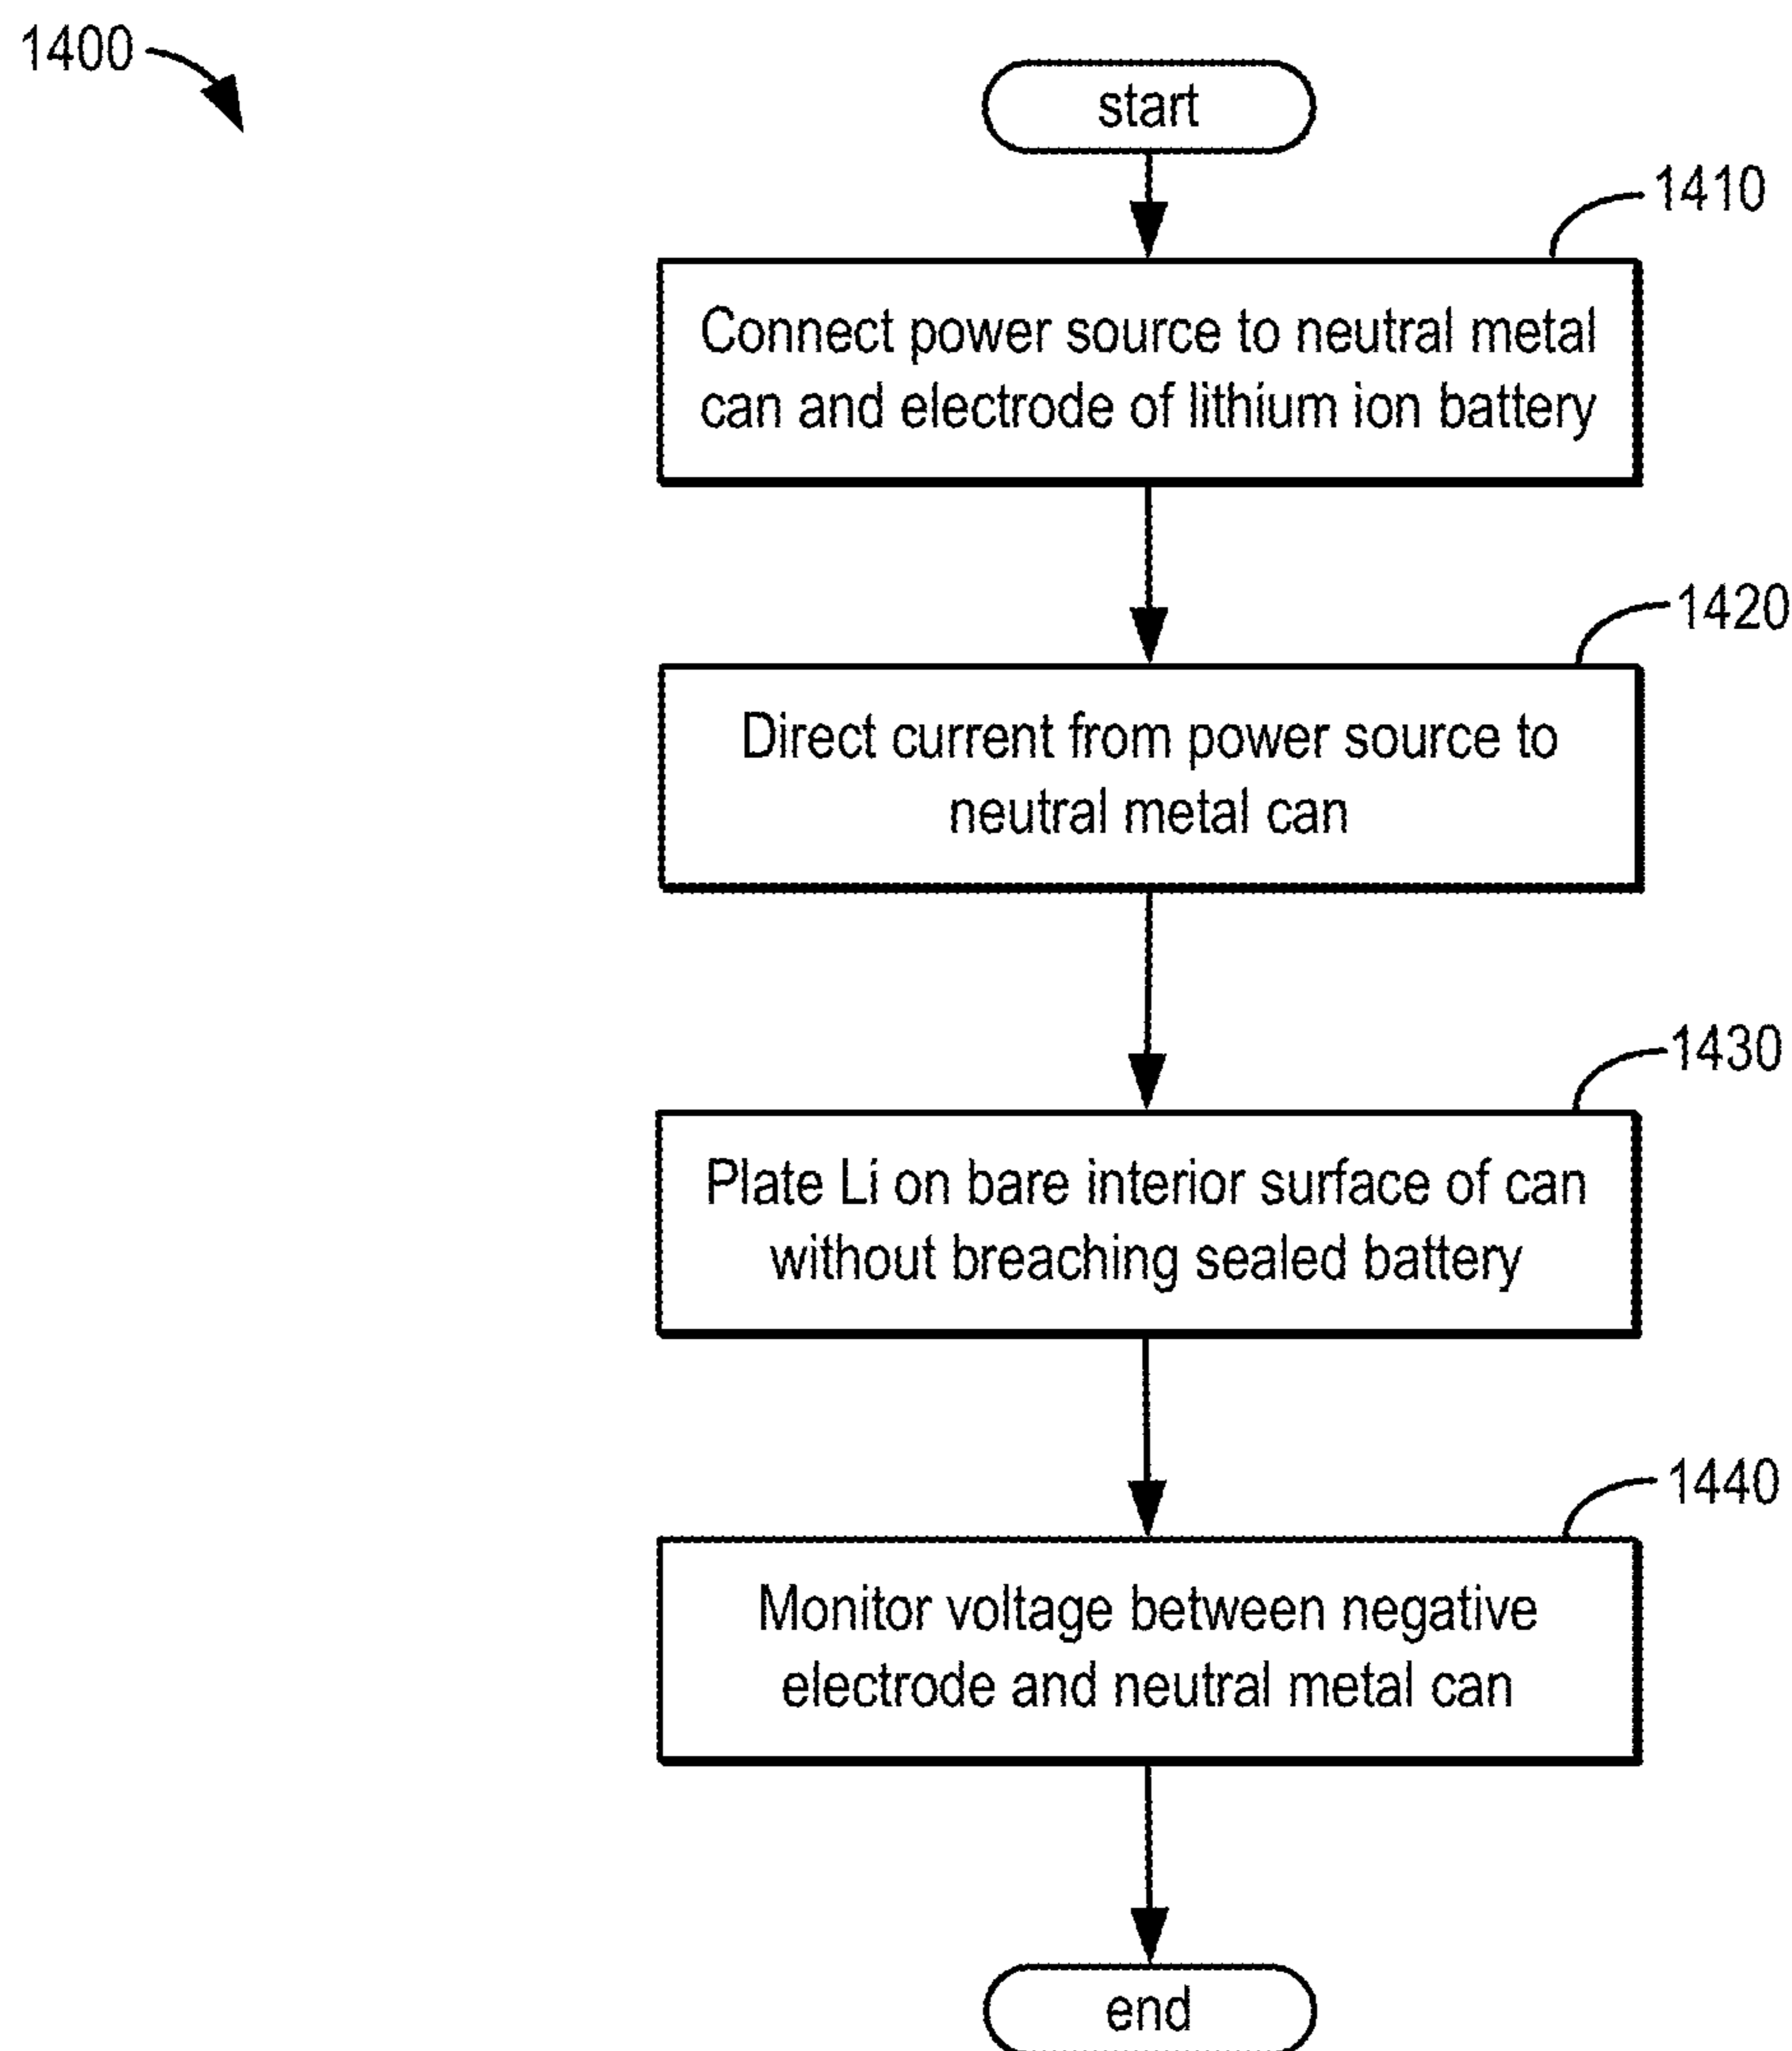 1400
start
1410
Connect power source to neutral metal
can and electrode of lithium ion battery
1420
Direct current from power source to
neutral metal can
1430
Plate Li on bare interior surface of can
without breaching sealed battery
1440
Monitor voltage between negative
electrode and neutral metal can
end